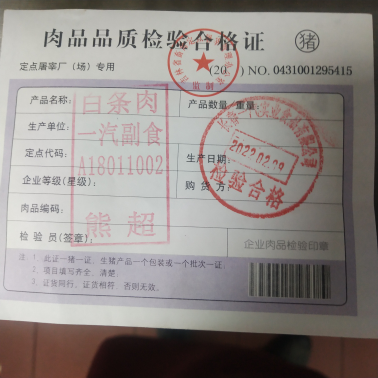 肉品品质检验合格证 猪
定点屠宰厂（场）专用 (20 ) NO. 0431001295415
监制
产品名称： 白条肉 产品数量 重量：
生产单位： 一汽副食
定点代码： A18011002 生产日期
2022.02.09
企业等级(星级)： 购货方
检验合格
肉品编码：
熊超
检验员(签章)： 企业肉品检验印章
注：1、此证一猪一证，生猪产品一个包装或一个批次一证。
2、项目填写齐全、清楚。
3、证货同行，证货相符，否则无效。